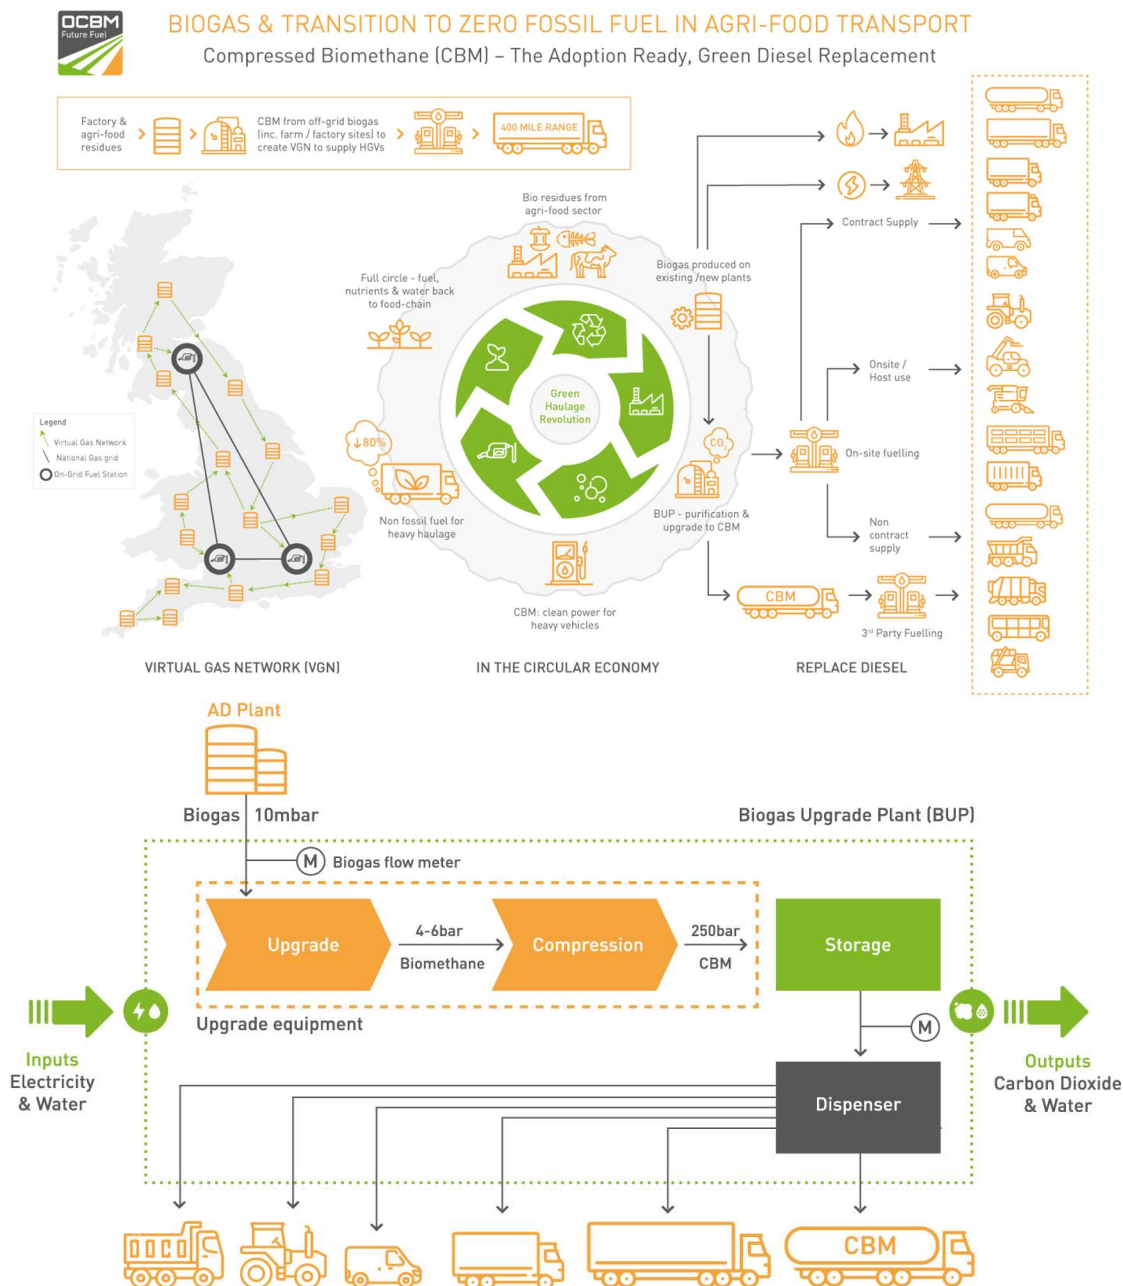 OCBM
Future Fuel
BIOGAS & TRANSITION TO ZERO FOSSIL FUEL IN AGRI-FOOD TRANSPORT
Compressed Biomethane (CBM) – The Adoption Ready, Green Diesel Replacement
Factory &
agri-food
residues
CBM from off-grid biogas
(inc. farm / factory sites) to
create VGN to supply HGVs
400 MILE RANGE
Legend
Virtual Gas Network
National Gas grid
On-Grid Fuel Station
VIRTUAL GAS NETWORK (VGN)
Bio residues from
agri-food sector
Full circle - fuel,
nutrients & water back
to food-chain
Biogas produced on
existing /new plants
Green
Haulage
Revolution
↓80%
CO₂
Non fossil fuel for
heavy haulage
BUP - purification &
upgrade to CBM
CBM: clean power for
heavy vehicles
IN THE CIRCULAR ECONOMY
Contract Supply
Onsite /
Host use
On-site fuelling
Non
contract
supply
CBM
3rd Party Fuelling
REPLACE DIESEL
AD Plant
Biogas
10mbar
Biogas Upgrade Plant (BUP)
M
Biogas flow meter
Upgrade
4-6bar
Biomethane
Compression
250bar
CBM
Storage
Upgrade equipment
M
Inputs
Electricity
& Water
Outputs
Carbon Dioxide
& Water
Dispenser
CBM